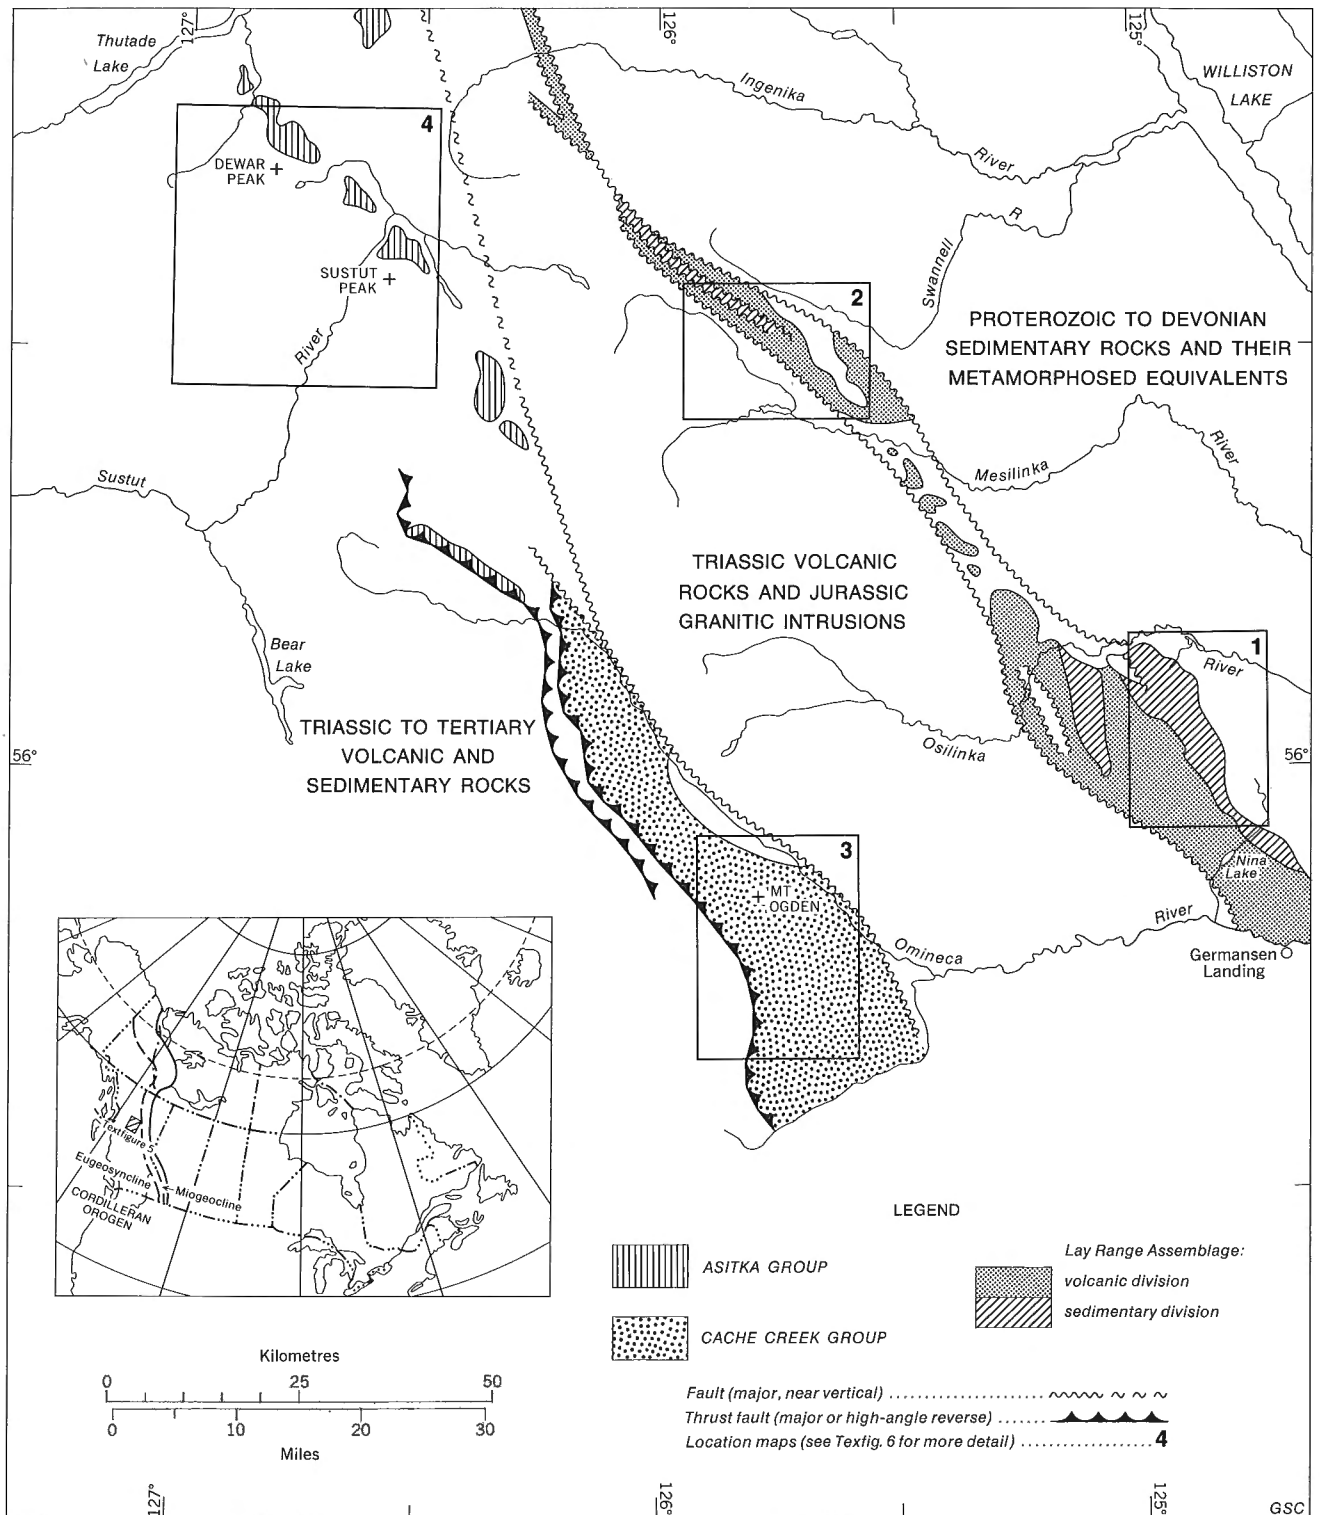 127°
126°
125°
Thutade
Lake
Ingenika
River
WILLISTON
LAKE
4
DEWAR
PEAK
SUSTUT
PEAK
River
R
Swannell
2
PROTEROZOIC TO DEVONIAN
SEDIMENTARY ROCKS AND THEIR
METAMORPHOSED EQUIVALENTS
Sustut
Mesilinka
River
TRIASSIC VOLCANIC
ROCKS AND JURASSIC
GRANITIC INTRUSIONS
Bear
Lake
1
River
TRIASSIC TO TERTIARY
VOLCANIC AND
SEDIMENTARY ROCKS
Osilinka
56°
56°
3
MT
OGDEN
Nina
Lake
River
Omineca
Germansen
Landing
Textfigure 5
Eugeosyncline
Miogeocline
CORDILLERAN
OROGEN
LEGEND
ASITKA GROUP
CACHE CREEK GROUP
Lay Range Assemblage:
volcanic division
sedimentary division
Kilometres
0 25 50
0 10 20 30
Miles
Fault (major, near vertical) ........................
Thrust fault (major or high-angle reverse) .......
Location maps (see Texfig. 6 for more detail) .................... 4
127°
126°
125°
GSC